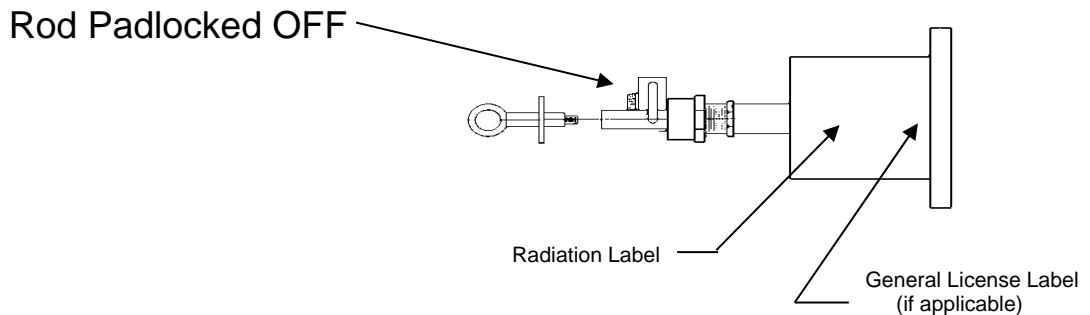 Rod Padlocked OFF
Radiation Label
General License Label
(if applicable)